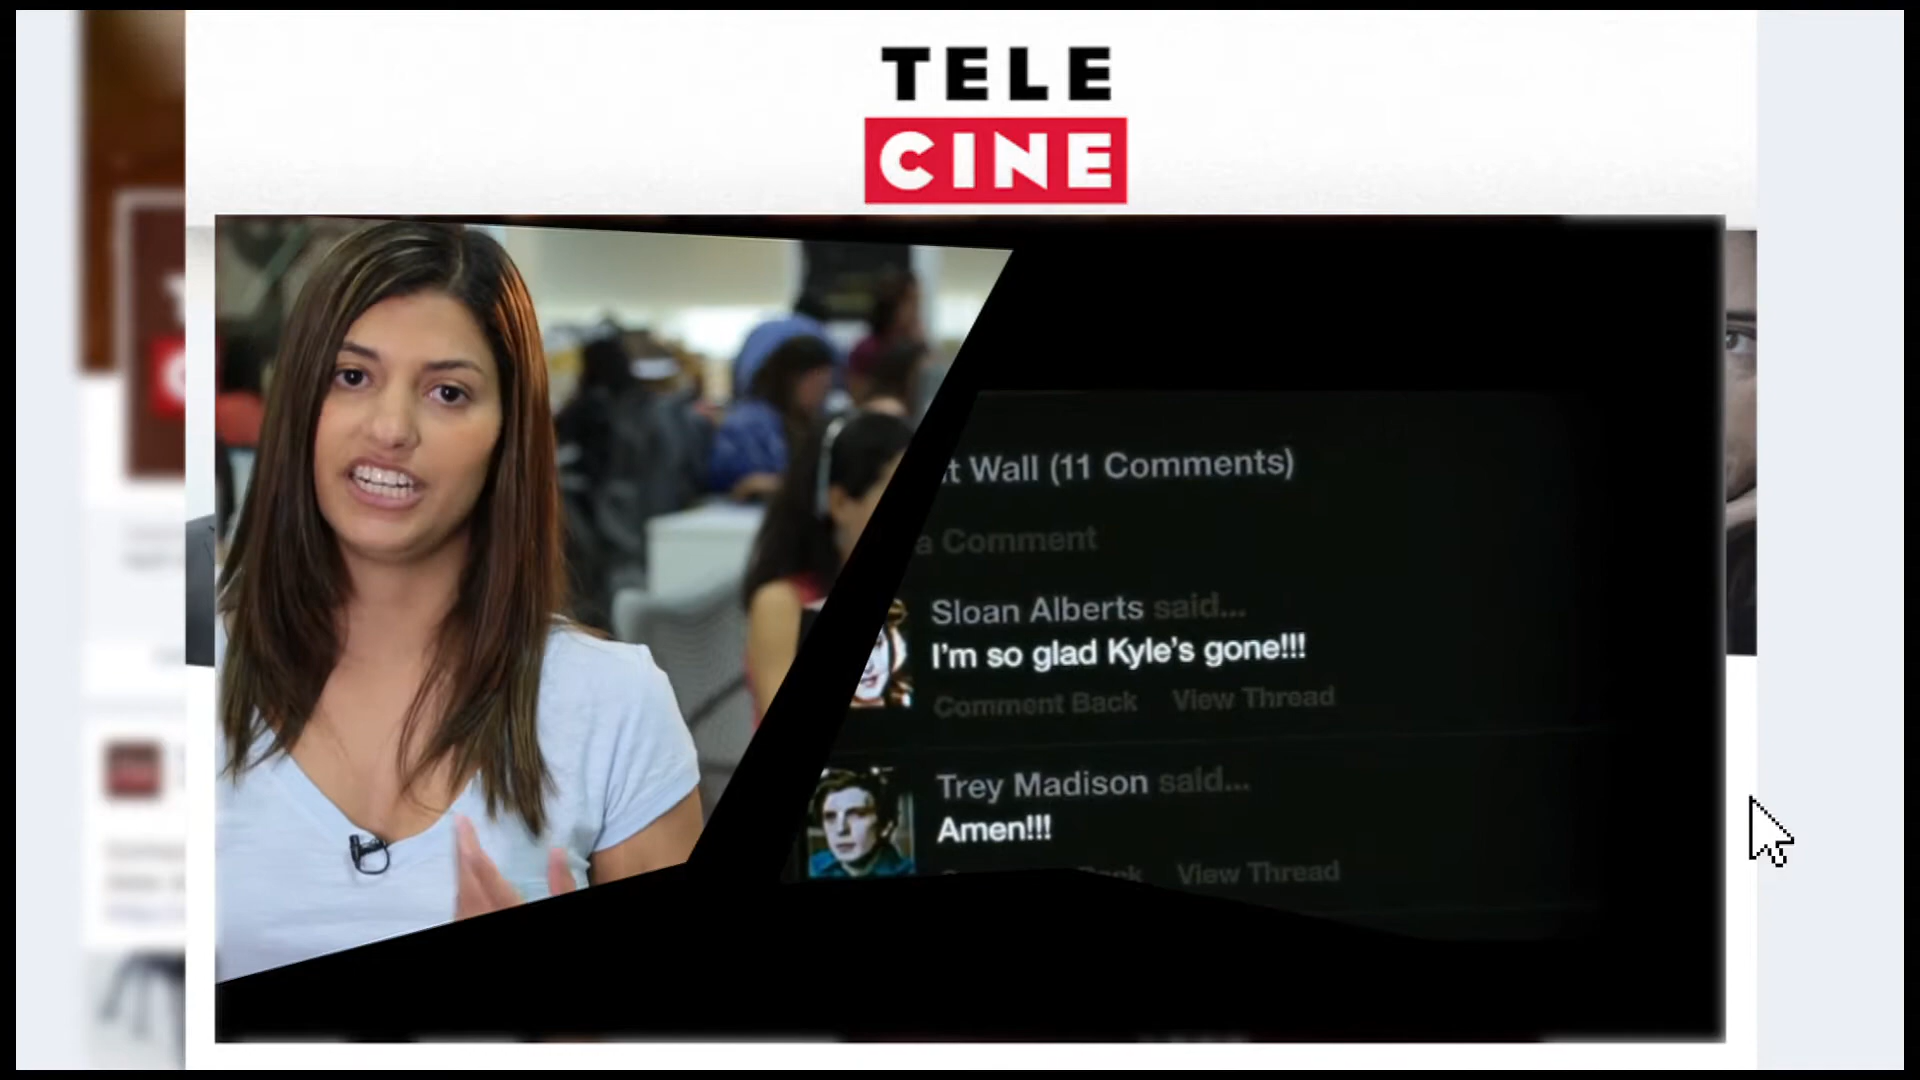 TELE
CINE
t Wall (11 Comments)
a Comment
Sloan Alberts said...
I'm so glad Kyle's gone!!!
Comment Back View Thread
Trey Madison said...
Amen!!!
View Thread